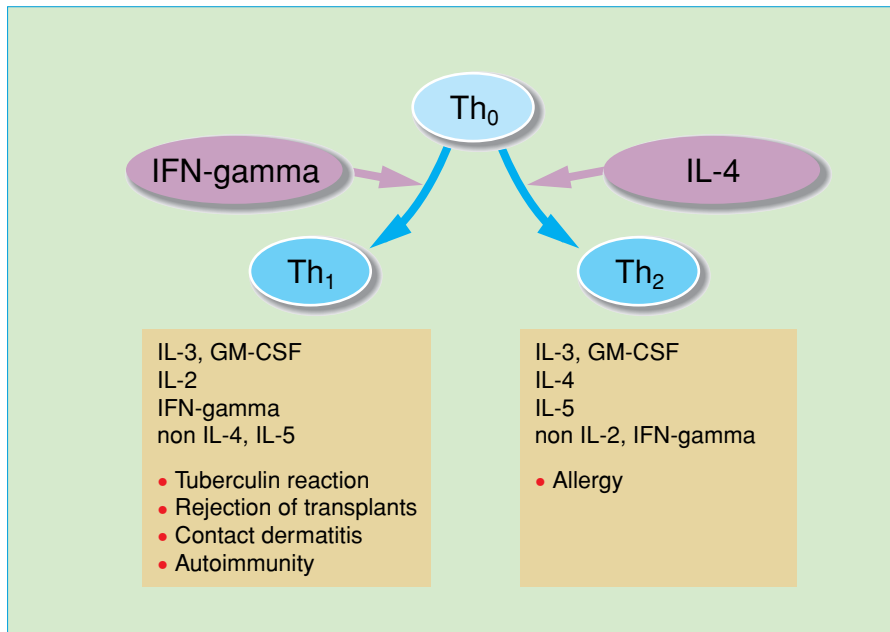 Th₀
IFN-gamma
IL-4
Th₁
Th₂
IL-3, GM-CSF
IL-2
IFN-gamma
non IL-4, IL-5
• Tuberculin reaction
• Rejection of transplants
• Contact dermatitis
• Autoimmunity
IL-3, GM-CSF
IL-4
IL-5
non IL-2, IFN-gamma
• Allergy